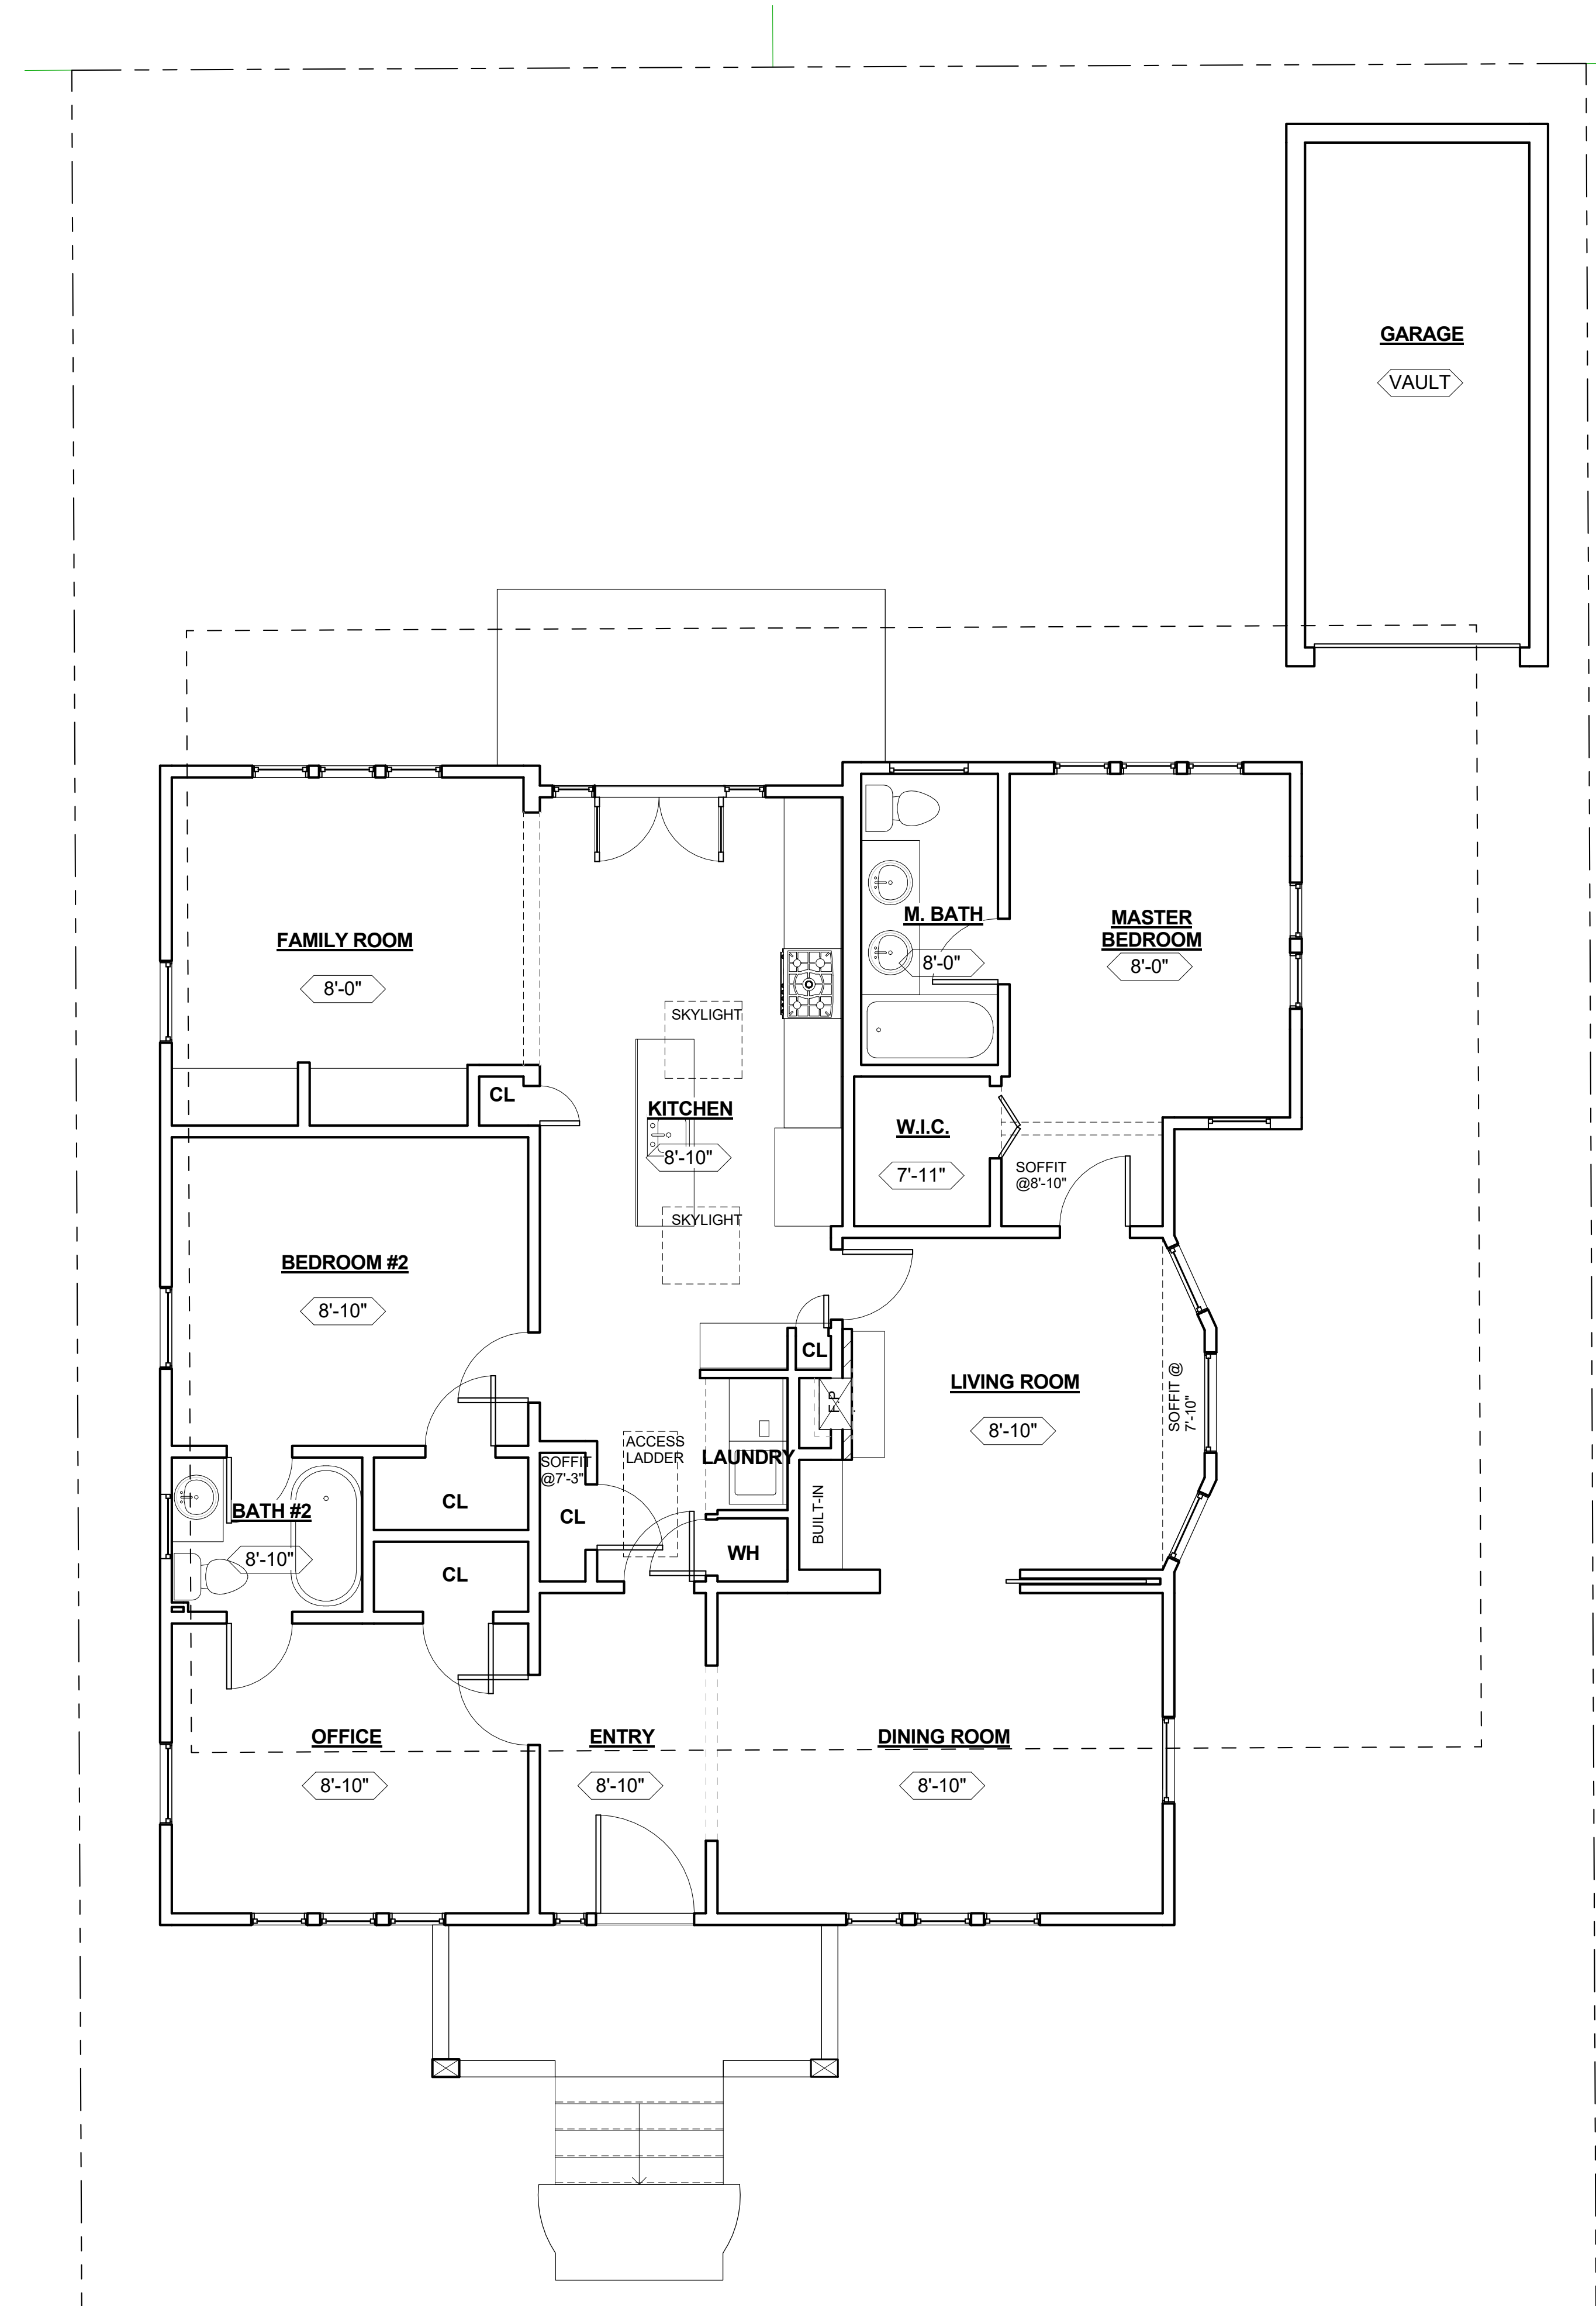 GARAGE
VAULT
FAMILY ROOM
8'-0"
M. BATH
8'-0"
MASTER
BEDROOM
8'-0"
SKYLIGHT
CL
KITCHEN
8'-10"
SKYLIGHT
W.I.C.
7'-11"
SOFFIT
@8'-10"
BEDROOM #2
8'-10"
CL
F.P.
LIVING ROOM
8'-10"
SOFFIT @
7'-10"
ACCESS
LADDER
LAUNDRY
SOFFIT
@7'-3"
CL
BATH #2
8'-10"
CL
CL
WH
BUILT-IN
OFFICE
8'-10"
ENTRY
8'-10"
DINING ROOM
8'-10"